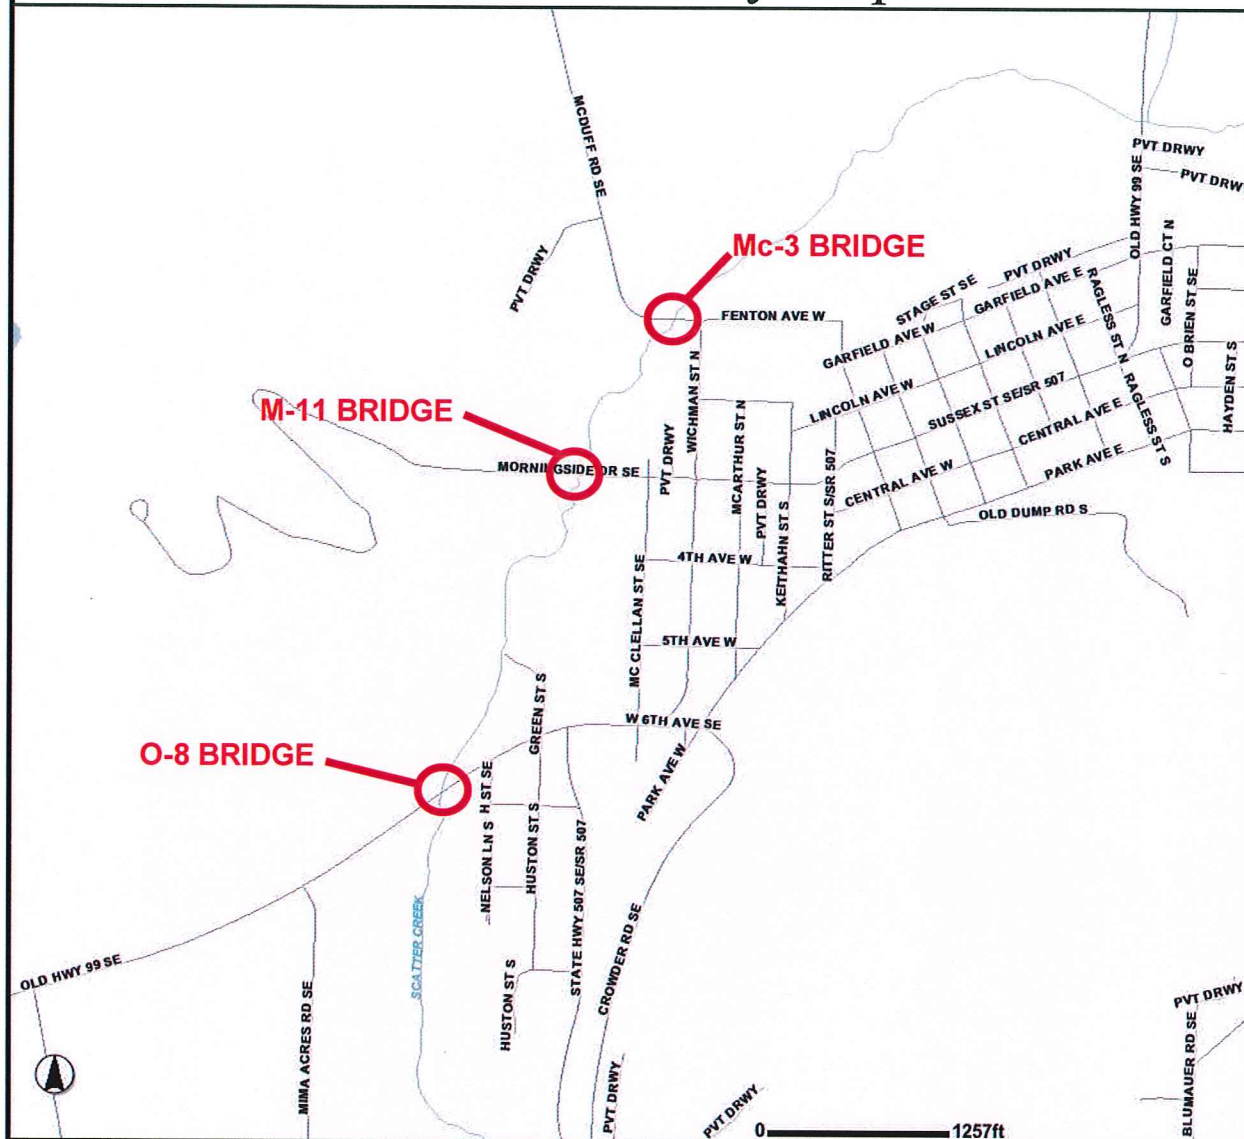 MCDUFF RD SE
PVT DRWY
PVT DRWY
OLD HWY 99 SE
Mc-3 BRIDGE
PVT DRWY
GARFIELD CT N
PVT DRWY
STAGE ST SE
GARFIELD AVE E
RAGLESS ST N
O BRIEN ST SE
FENTON AVE W
GARFIELD AVE W
LINCOLN AVE E
HAYDEN ST S
WICHMAN ST N
LINCOLN AVE W
SUSSEX ST SE/SR 507
RAGLESS ST S
M-11 BRIDGE
MCARTHUR ST N
CENTRAL AVE E
MORNINGSIDE DR SE
PVT DRWY
PVT DRWY
CENTRAL AVE W
PARK AVE E
KEITHAHN ST S
RITTER ST S/SR 507
OLD DUMP RD S
4TH AVE W
MC CLELLAN ST SE
5TH AVE W
GREEN ST S
W 6TH AVE SE
O-8 BRIDGE
H ST SE
PARK AVE W
NELSON LN S
HUSTON ST S
STATE HWY 507 SE/SR 507
SCATTER CREEK
CROWDER RD SE
OLD HWY 99 SE
HUSTON ST S
MIMA ACRES RD SE
PVT DRWY
BLUMAUER RD SE
PVT DRWY
PVT DRWY
0 1257ft